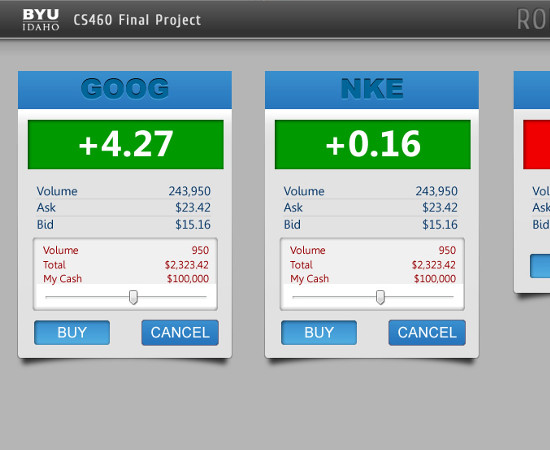 BYU
IDAHO
CS460 Final Project
GOOG
+4.27
Volume 243,950
Ask $23.42
Bid $15.16
Volume 950
Total $2,323.42
My Cash $100,000
BUY CANCEL
NKE
+0.16
Volume 243,950
Ask $23.42
Bid $15.16
Volume 950
Total $2,323.42
My Cash $100,000
BUY CANCEL
Ask
Bid